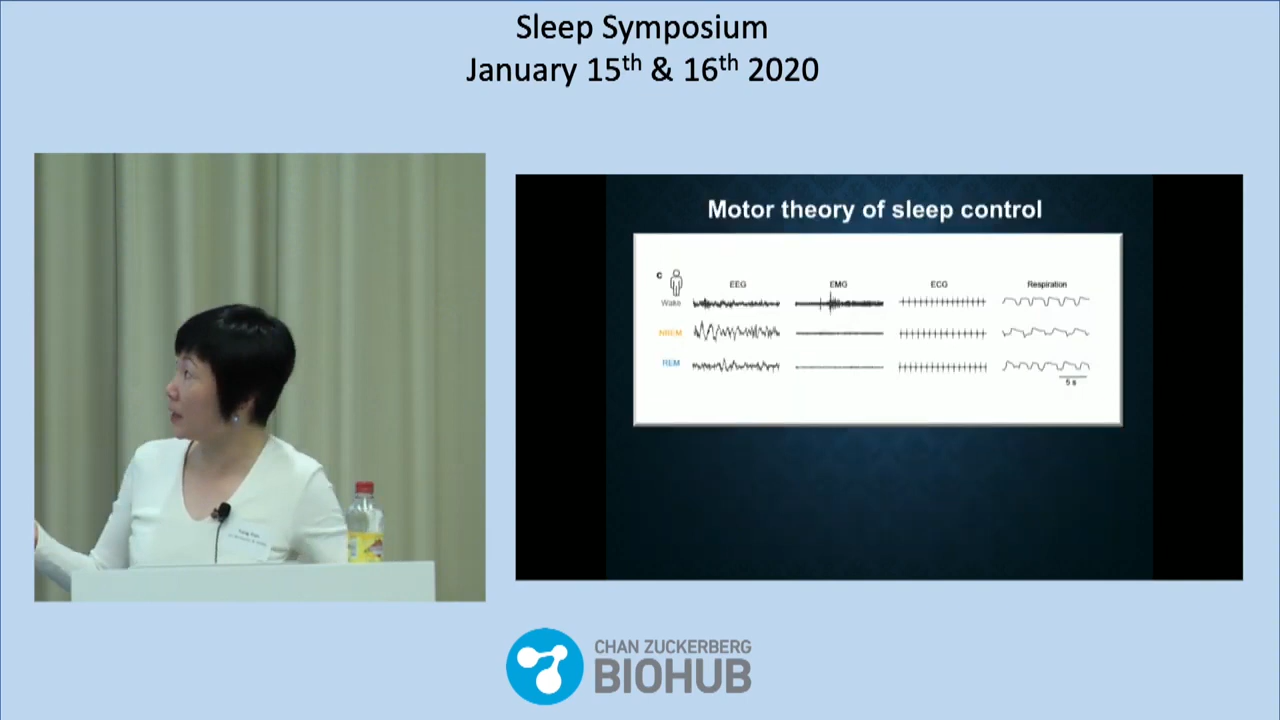 Sleep Symposium
January 15th & 16th 2020
Motor theory of sleep control
c
EEG EMG ECG Respiration
Wake
NREM
REM
5 s
CHAN ZUCKERBERG
BIOHUB